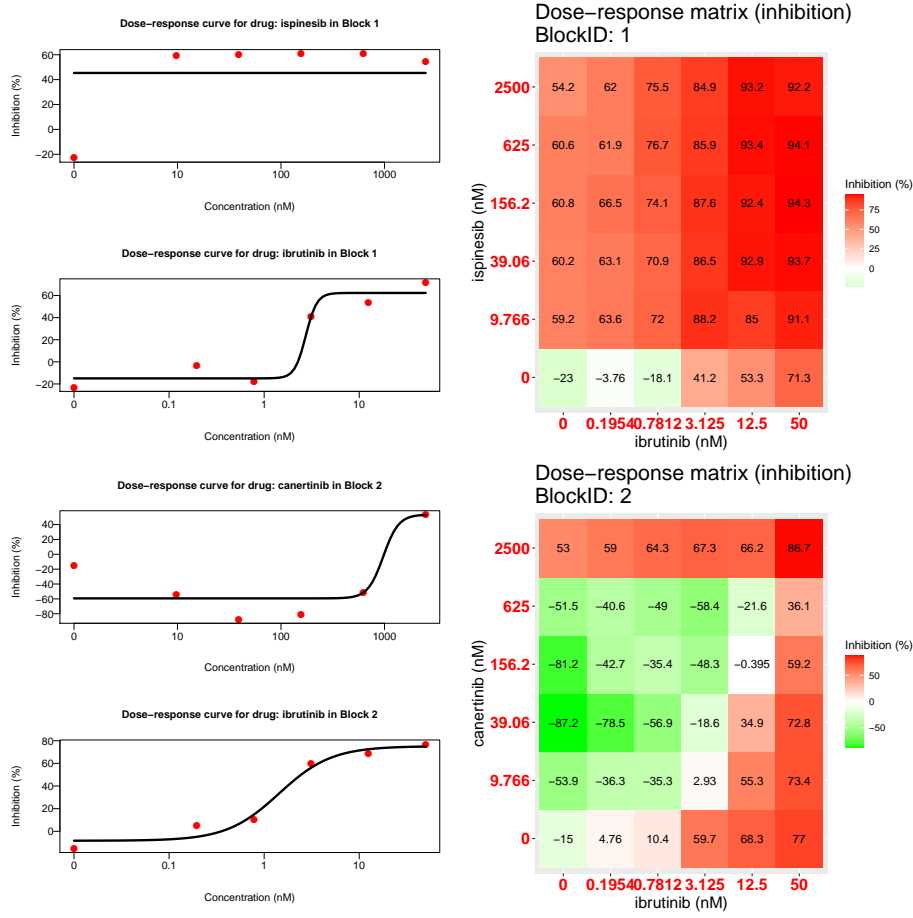 Dose−response curve for drug: ispinesib in Block 1
Inhibition (%)
60
40
20
0
−20
0 10 100 1000
Concentration (nM)
Dose−response curve for drug: ibrutinib in Block 1
Inhibition (%)
60
40
20
0
−20
0 0.1 1 10
Concentration (nM)
Dose−response matrix (inhibition)
BlockID: 1
ispinesib (nM)
2500 54.2 62 75.5 84.9 93.2 92.2
625 60.6 61.9 76.7 85.9 93.4 94.1
156.2 60.8 66.5 74.1 87.6 92.4 94.3
39.06 60.2 63.1 70.9 86.5 92.9 93.7
9.766 59.2 63.6 72 88.2 85 91.1
0 −23 −3.76 −18.1 41.2 53.3 71.3
0 0.1954 0.7812 3.125 12.5 50
ibrutinib (nM)
Inhibition (%)
75
50
25
0
Dose−response curve for drug: canertinib in Block 2
Inhibition (%)
40
20
0
−20
−40
−60
−80
0 10 100 1000
Concentration (nM)
Dose−response curve for drug: ibrutinib in Block 2
Inhibition (%)
80
60
40
20
0
0 0.1 1 10
Concentration (nM)
Dose−response matrix (inhibition)
BlockID: 2
canertinib (nM)
2500 53 59 64.3 67.3 66.2 86.7
625 −51.5 −40.6 −49 −58.4 −21.6 36.1
156.2 −81.2 −42.7 −35.4 −48.3 −0.395 59.2
39.06 −87.2 −78.5 −56.9 −18.6 34.9 72.8
9.766 −53.9 −36.3 −35.3 2.93 55.3 73.4
0 −15 4.76 10.4 59.7 68.3 77
0 0.1954 0.7812 3.125 12.5 50
ibrutinib (nM)
Inhibition (%)
50
0
−50